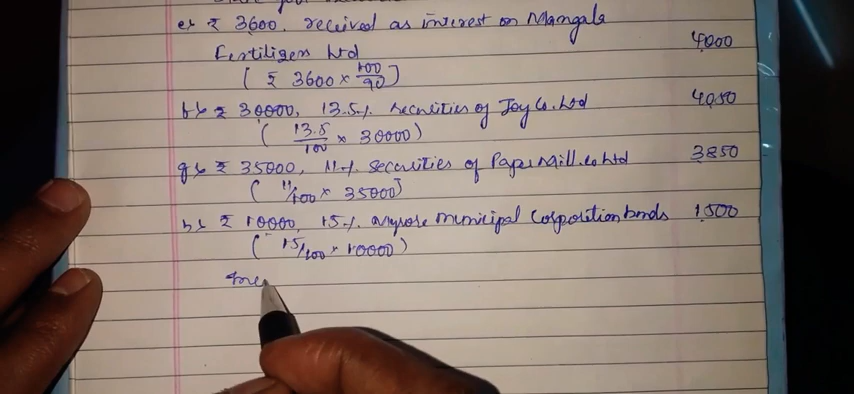 e) ₹ 3600, received as interest on Mangala
Fertilizers Ltd 4000
[ ₹ 3600 × 100/90 ]
f) ₹ 30000, 13.5% securities of Joy Co. Ltd 4050
( 13.5/100 × 30000 )
g) ₹ 35000, 11% securities of Paper Mill. co Ltd 3850
( 11/100 × 35000 )
h) ₹ 10000, 15% Mysore municipal Corporation bonds 1500
( 15/100 × 10000 )